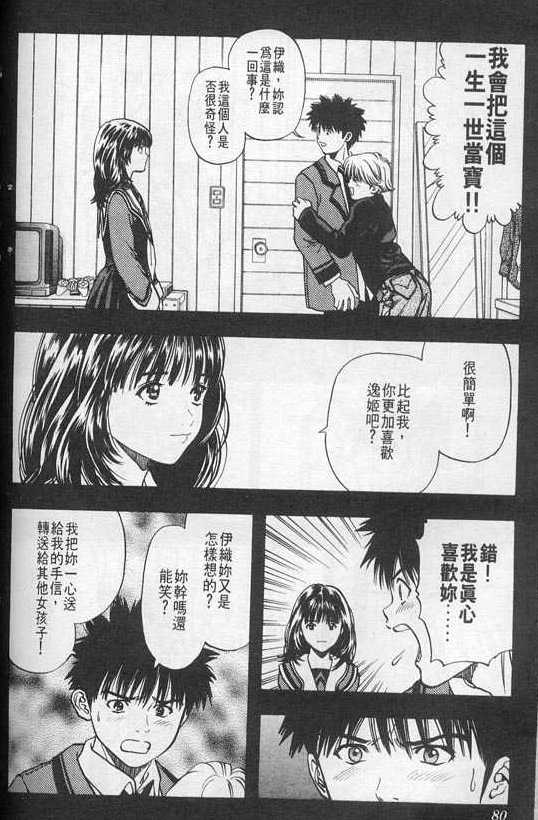 我會把這個
一生一世當寶!!
伊織，妳認
為這是什麼
一回事？
我這個人是
否很奇怪？
很簡單啊！
比起我，
你更加喜歡
逸姬吧？
錯！
我是真心
喜歡妳……
伊織妳又是
怎樣想的？
妳幹嗎還
能笑？
我把妳一心送
給我的手信，
轉送給其他女孩子！
80